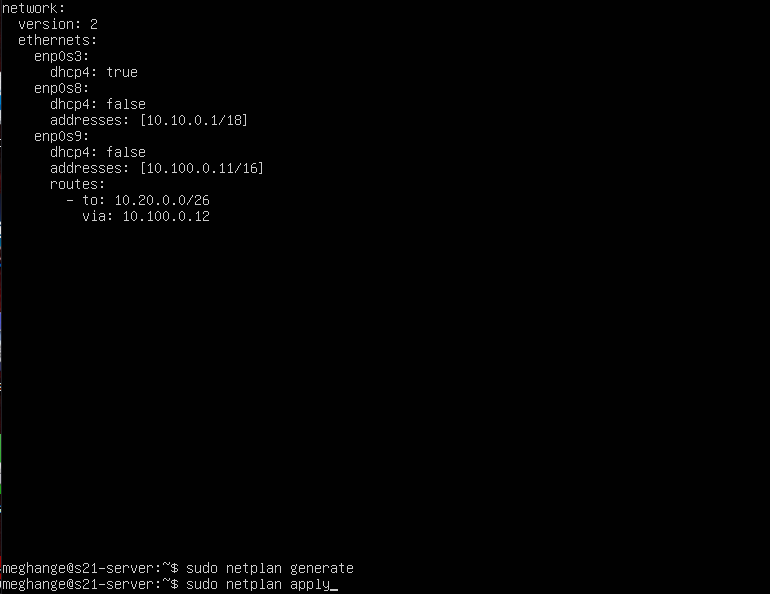 network:
  version: 2
  ethernets:
    enp0s3:
      dhcp4: true
    enp0s8:
      dhcp4: false
      addresses: [10.10.0.1/18]
    enp0s9:
      dhcp4: false
      addresses: [10.100.0.11/16]
      routes:
        - to: 10.20.0.0/26
          via: 10.100.0.12
meghange@s21-server:~$ sudo netplan generate
meghange@s21-server:~$ sudo netplan apply_